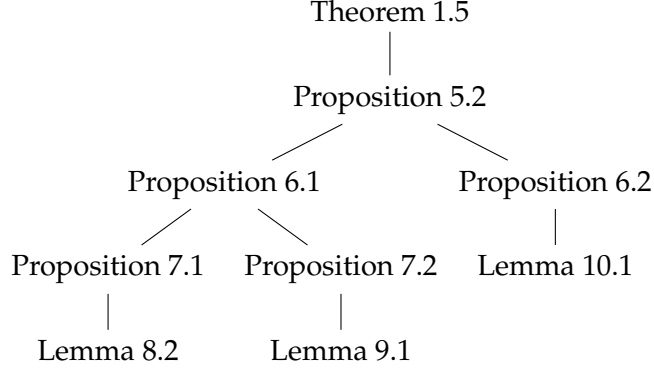 Theorem 1.5
Proposition 5.2
Proposition 6.1 Proposition 6.2
Proposition 7.1 Proposition 7.2 Lemma 10.1
Lemma 8.2 Lemma 9.1